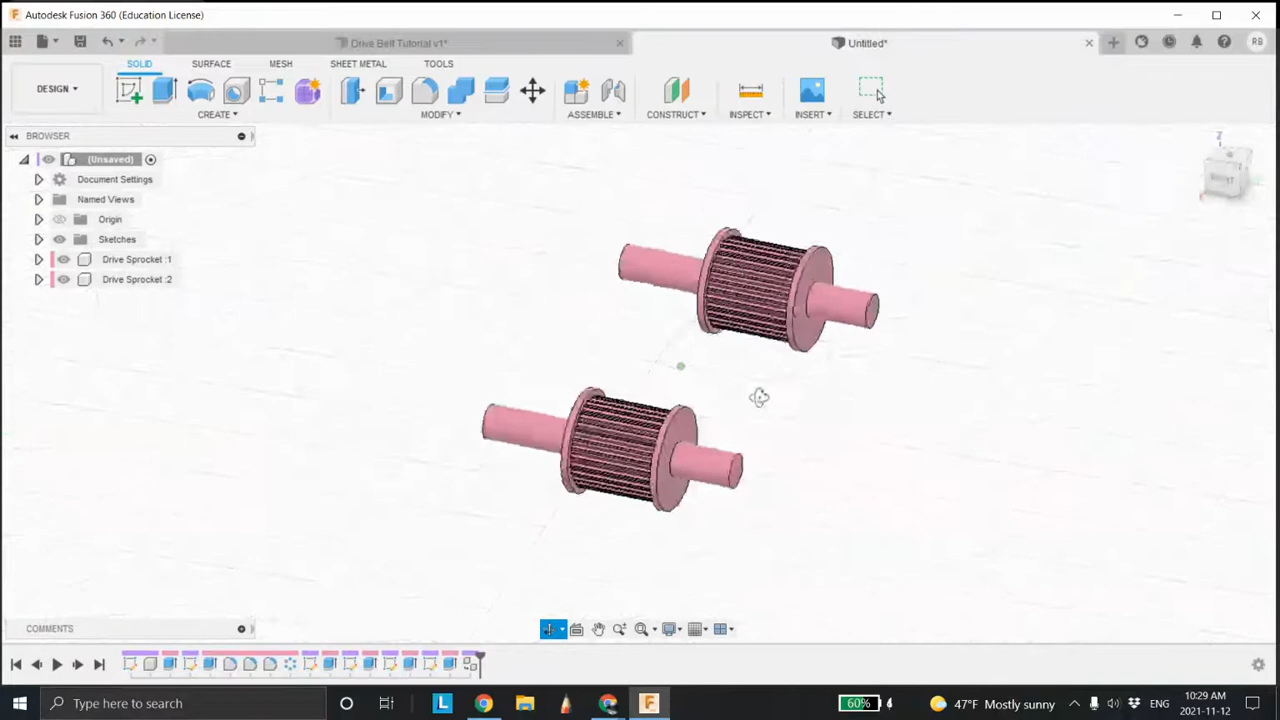 Autodesk Fusion 360 (Education License)
Drive Belt Tutorial v1*
Untitled*
RB
SOLID
SURFACE
MESH
SHEET METAL
TOOLS
DESIGN
CREATE
MODIFY
ASSEMBLE
CONSTRUCT
INSPECT
INSERT
SELECT
BROWSER
(Unsaved)
Document Settings
Named Views
Origin
Sketches
Drive Sprocket :1
Drive Sprocket :2
Z
COMMENTS
Type here to search
L
60%
47°F Mostly sunny
ENG
10:29 AM
2021-11-12